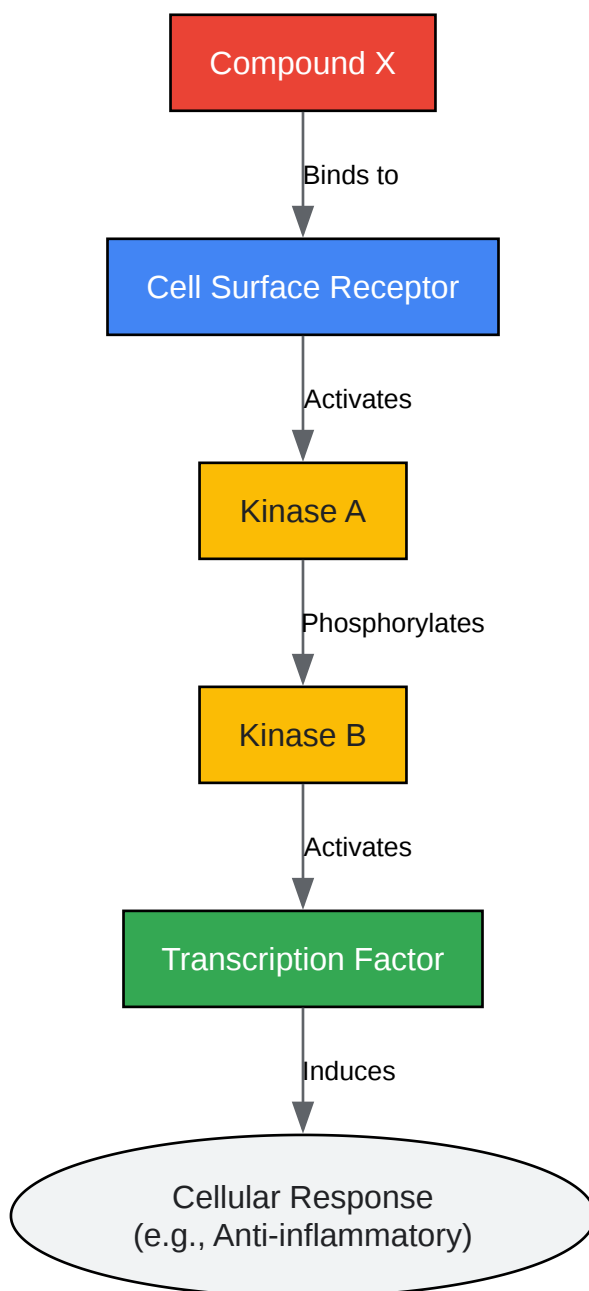 Compound X
Binds to
Cell Surface Receptor
Activates
Kinase A
Phosphorylates
Kinase B
Activates
Transcription Factor
Induces
Cellular Response
(e.g., Anti-inflammatory)